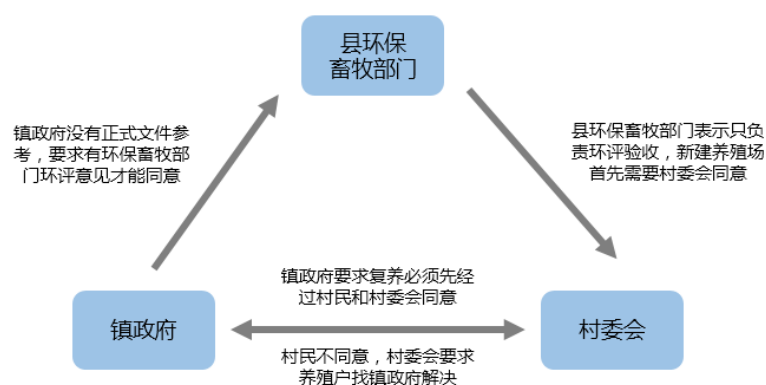 县环保
畜牧部门
镇政府没有正式文件参
考，要求有环保畜牧部
门环评意见才能同意
县环保畜牧部门表示只负
责环评验收，新建养殖场
首先需要村委会同意
镇政府要求复养必须先经
过村民和村委会同意
镇政府
村委会
村民不同意，村委会要求
养殖户找镇政府解决